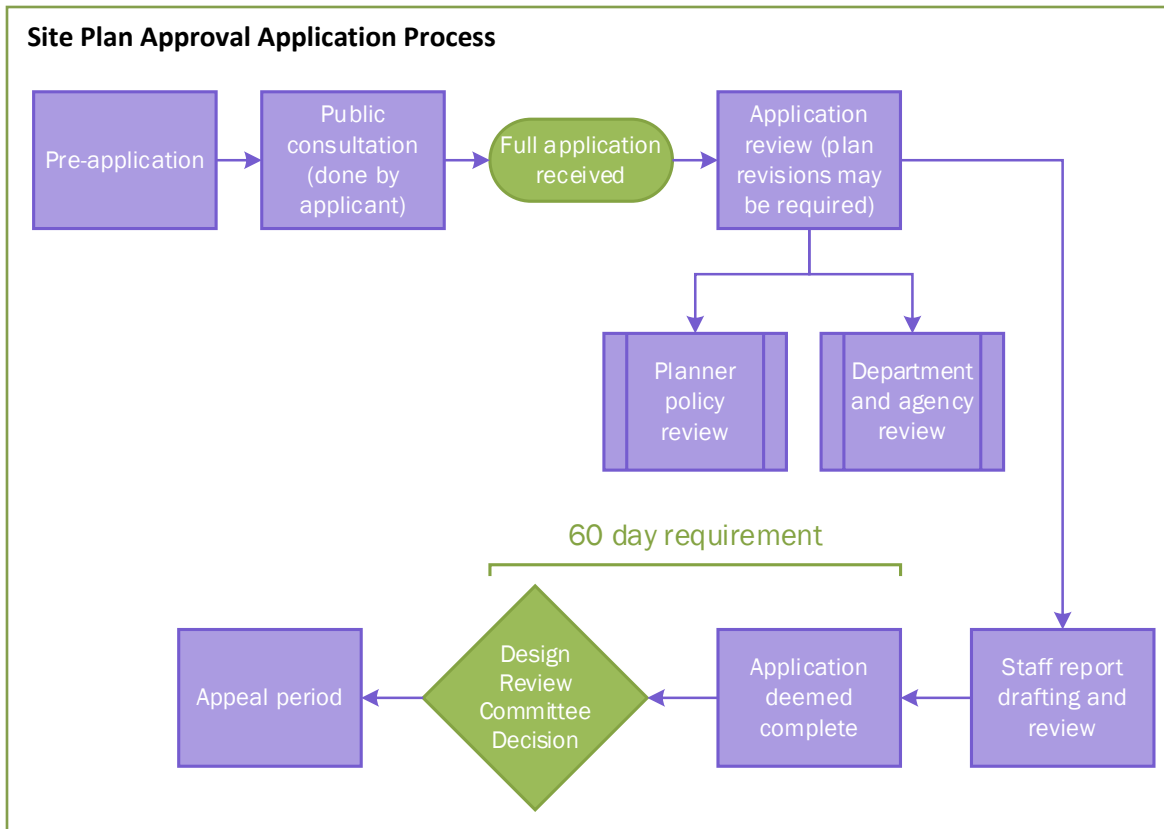 Site Plan Approval Application Process
Pre-application
Public
consultation
(done by
applicant)
Full application
received
Application
review (plan
revisions may
be required)
Planner
policy
review
Department
and agency
review
60 day requirement
Appeal period
Design
Review
Committee
Decision
Application
deemed
complete
Staff report
drafting and
review